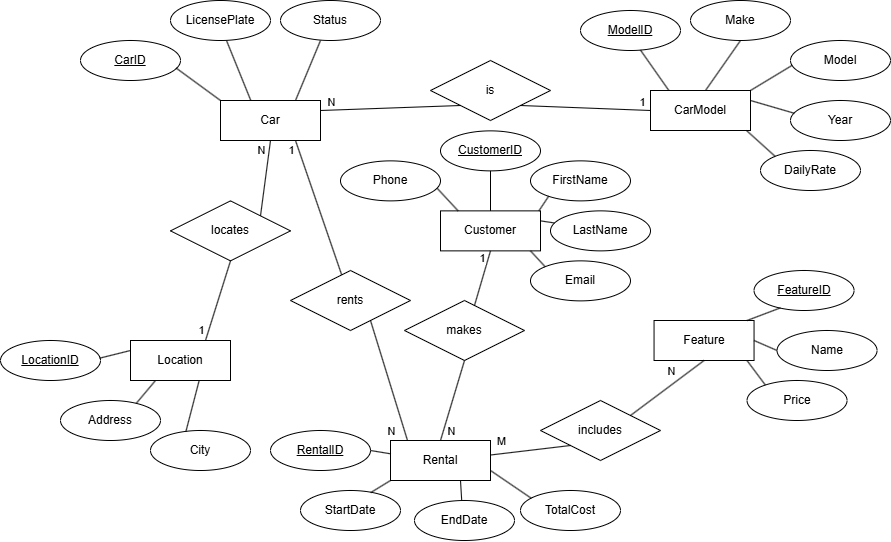 LicensePlate
Status
CarID
Car
N
is
1
ModelID
Make
Model
CarModel
Year
DailyRate
N
1
CustomerID
Phone
FirstName
Customer
LastName
Email
1
locates
rents
makes
1
Location
LocationID
Address
City
FeatureID
Feature
Name
Price
N
includes
N
N
M
RentalID
Rental
StartDate
EndDate
TotalCost